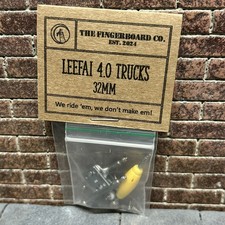 THE FINGERBOARD CO.
EST. 2024
LEEFAI 4.0 TRUCKS
32MM
We ride 'em, we don't make em!